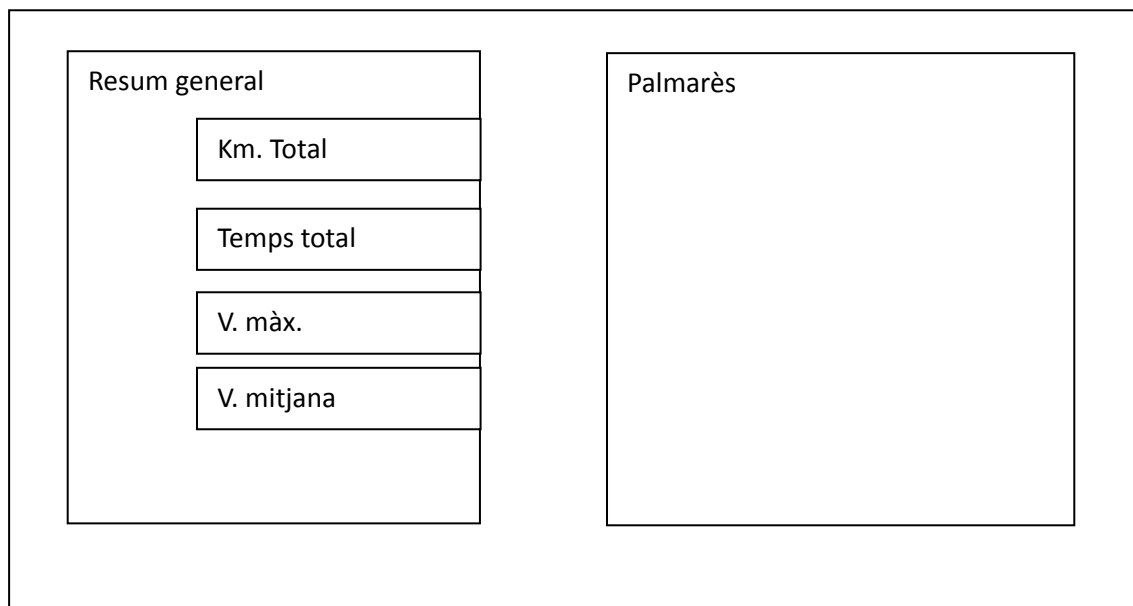 Resum general
Km. Total
Temps total
V. màx.
V. mitjana
Palmarès